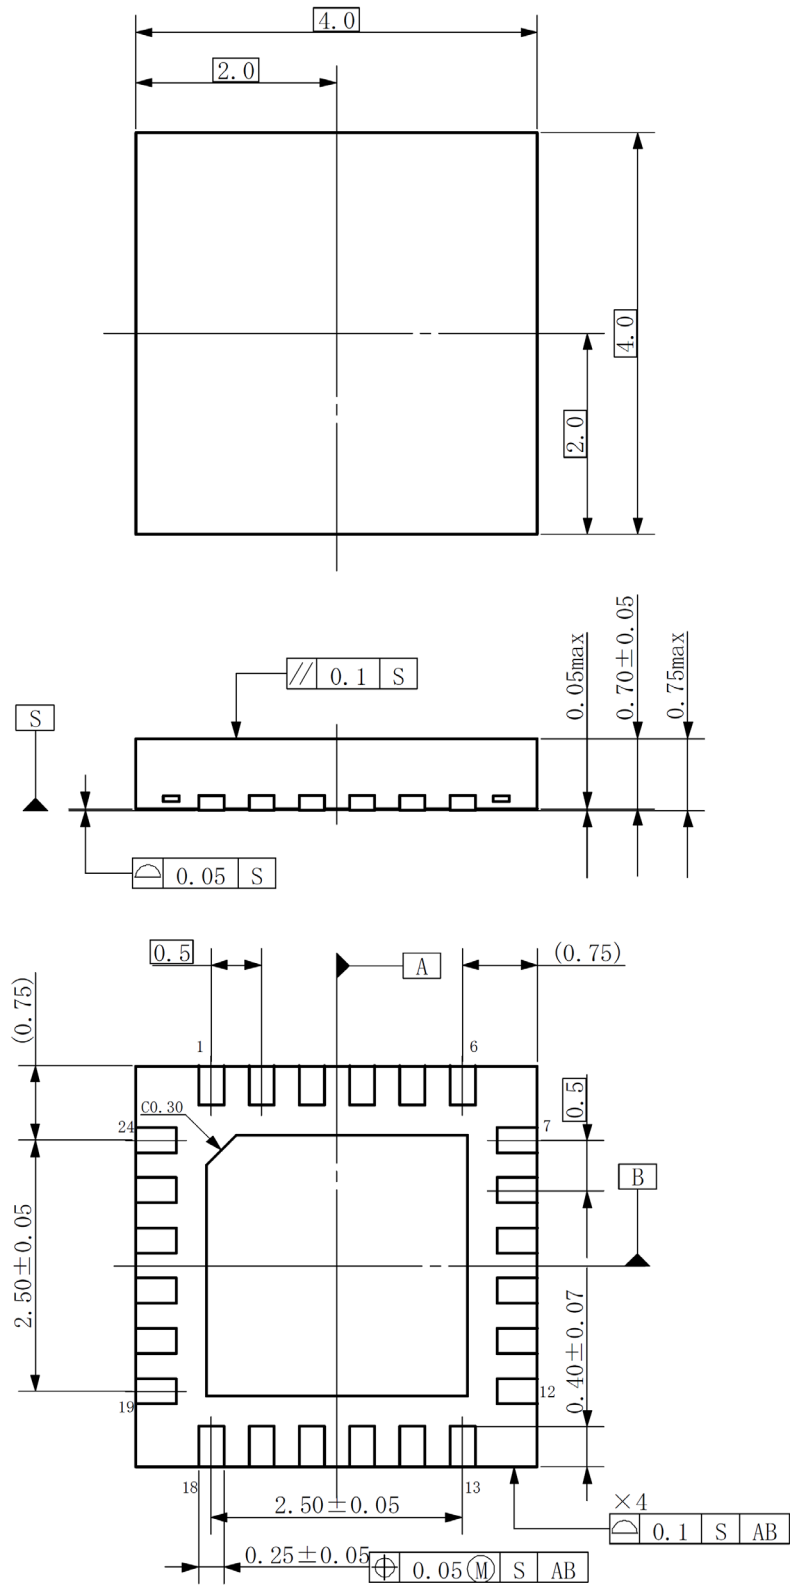 4.0
2.0
4.0
2.0
// 0.1 S
S
0.05max
0.70±0.05
0.75max
⌓ 0.05 S
0.5
A
(0.75)
(0.75)
1
6
C0.30
24
7
0.5
B
2.50±0.05
0.40±0.07
19
12
18
13
2.50±0.05
×4
⌓ 0.1 S AB
0.25±0.05
⌖ 0.05 Ⓜ S AB